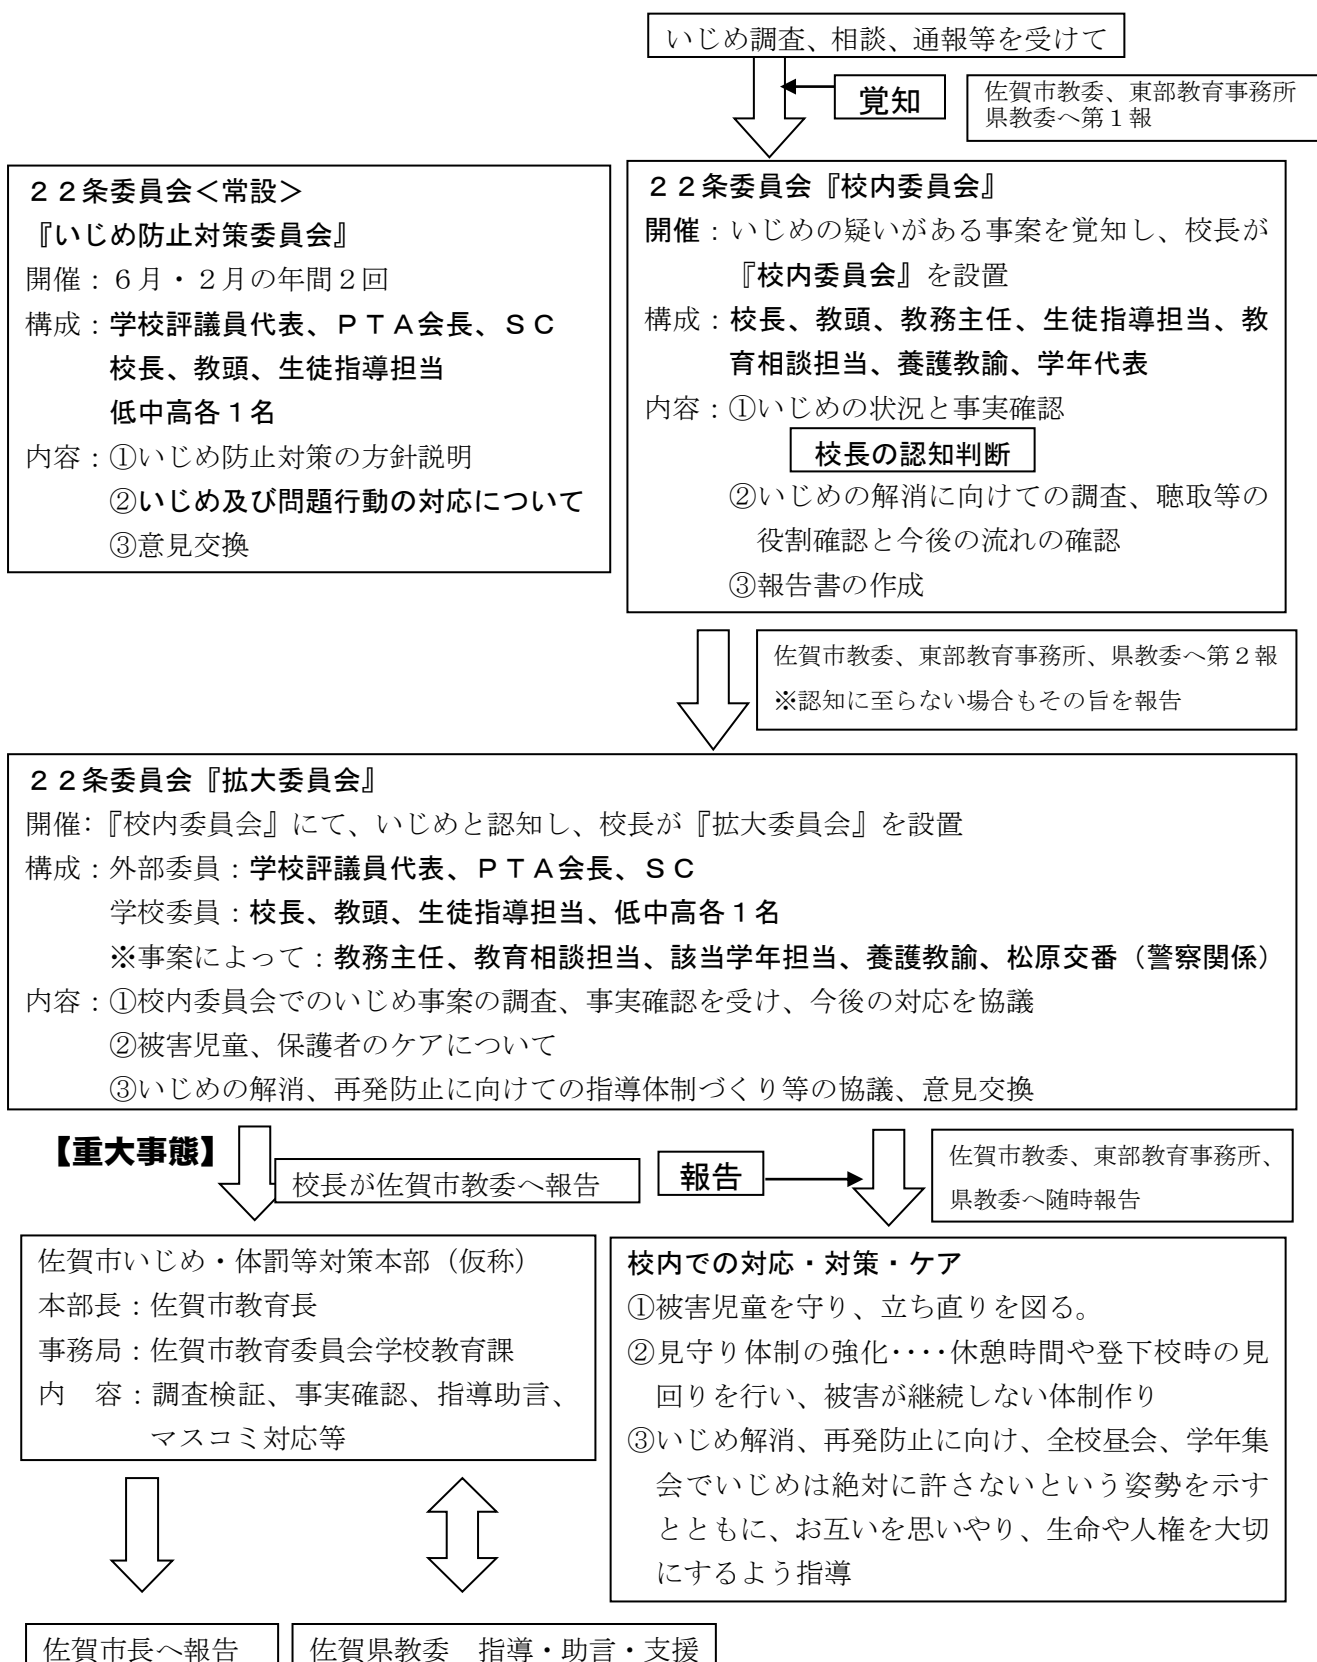 いじめ調査、相談、通報等を受けて
覚知
佐賀市教委、東部教育事務所
県教委へ第１報
２２条委員会＜常設＞
『いじめ防止対策委員会』
開催：６月・２月の年間２回
構成：学校評議員代表、ＰＴＡ会長、ＳＣ
校長、教頭、生徒指導担当
低中高各１名
内容：①いじめ防止対策の方針説明
②いじめ及び問題行動の対応について
③意見交換
２２条委員会『校内委員会』
開催：いじめの疑いがある事案を覚知し、校長が
『校内委員会』を設置
構成：校長、教頭、教務主任、生徒指導担当、教
育相談担当、養護教諭、学年代表
内容：①いじめの状況と事実確認
校長の認知判断
②いじめの解消に向けての調査、聴取等の
役割確認と今後の流れの確認
③報告書の作成
佐賀市教委、東部教育事務所、県教委へ第２報
※認知に至らない場合もその旨を報告
２２条委員会『拡大委員会』
開催：『校内委員会』にて、いじめと認知し、校長が『拡大委員会』を設置
構成：外部委員：学校評議員代表、ＰＴＡ会長、ＳＣ
学校委員：校長、教頭、生徒指導担当、低中高各１名
※事案によって：教務主任、教育相談担当、該当学年担当、養護教諭、松原交番（警察関係）
内容：①校内委員会でのいじめ事案の調査、事実確認を受け、今後の対応を協議
②被害児童、保護者のケアについて
③いじめの解消、再発防止に向けての指導体制づくり等の協議、意見交換
【重大事態】
校長が佐賀市教委へ報告
報告
佐賀市教委、東部教育事務所、
県教委へ随時報告
佐賀市いじめ・体罰等対策本部（仮称）
本部長：佐賀市教育長
事務局：佐賀市教育委員会学校教育課
内　容：調査検証、事実確認、指導助言、
マスコミ対応等
校内での対応・対策・ケア
①被害児童を守り、立ち直りを図る。
②見守り体制の強化････休憩時間や登下校時の見
回りを行い、被害が継続しない体制作り
③いじめ解消、再発防止に向け、全校昼会、学年集
会でいじめは絶対に許さないという姿勢を示す
とともに、お互いを思いやり、生命や人権を大切
にするよう指導
佐賀市長へ報告
佐賀県教委　指導・助言・支援